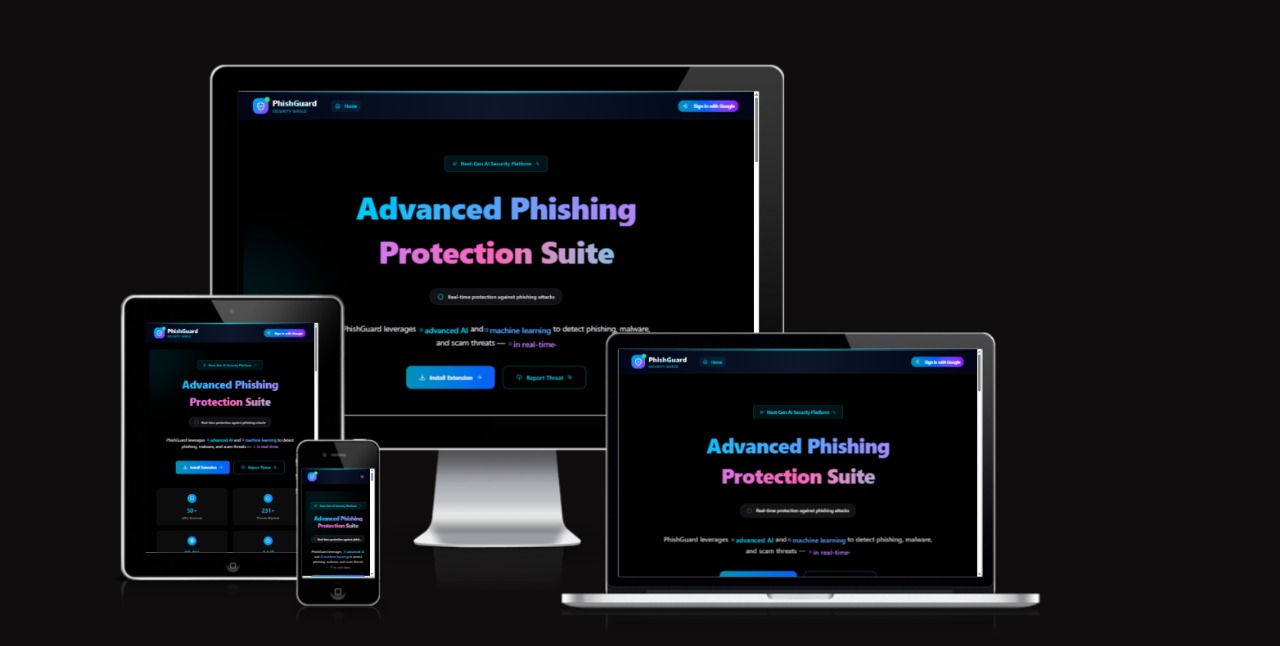 PhishGuard
SECURITY SHIELD
Home
Sign in with Google
Next-Gen AI Security Platform
Advanced Phishing
Protection Suite
Real-time protection against phishing attacks
PhishGuard leverages advanced AI and machine learning to detect phishing, malware,
and scam threats — in real-time
Install Extension
Report Threat
PhishGuard
SECURITY SHIELD
Sign in with Google
Next-Gen AI Security Platform
Advanced Phishing
Protection Suite
Real-time protection against phishing attacks
PhishGuard leverages advanced AI and machine learning to detect
phishing, malware, and scam threats — in real-time
Install Extension
Report Threat
50+
231+
Next-Gen AI Security Platform
Advanced Phishing
Protection Suite
Real-time protection against phishi...
PhishGuard leverages advanced AI
and machine learning to detect
phishing, malware, and scam threats
— in real-time
PhishGuard
SECURITY SHIELD
Home
Sign in with Google
Next-Gen AI Security Platform
Advanced Phishing
Protection Suite
Real-time protection against phishing attacks
PhishGuard leverages advanced AI and machine learning to detect phishing, malware,
and scam threats — in real-time